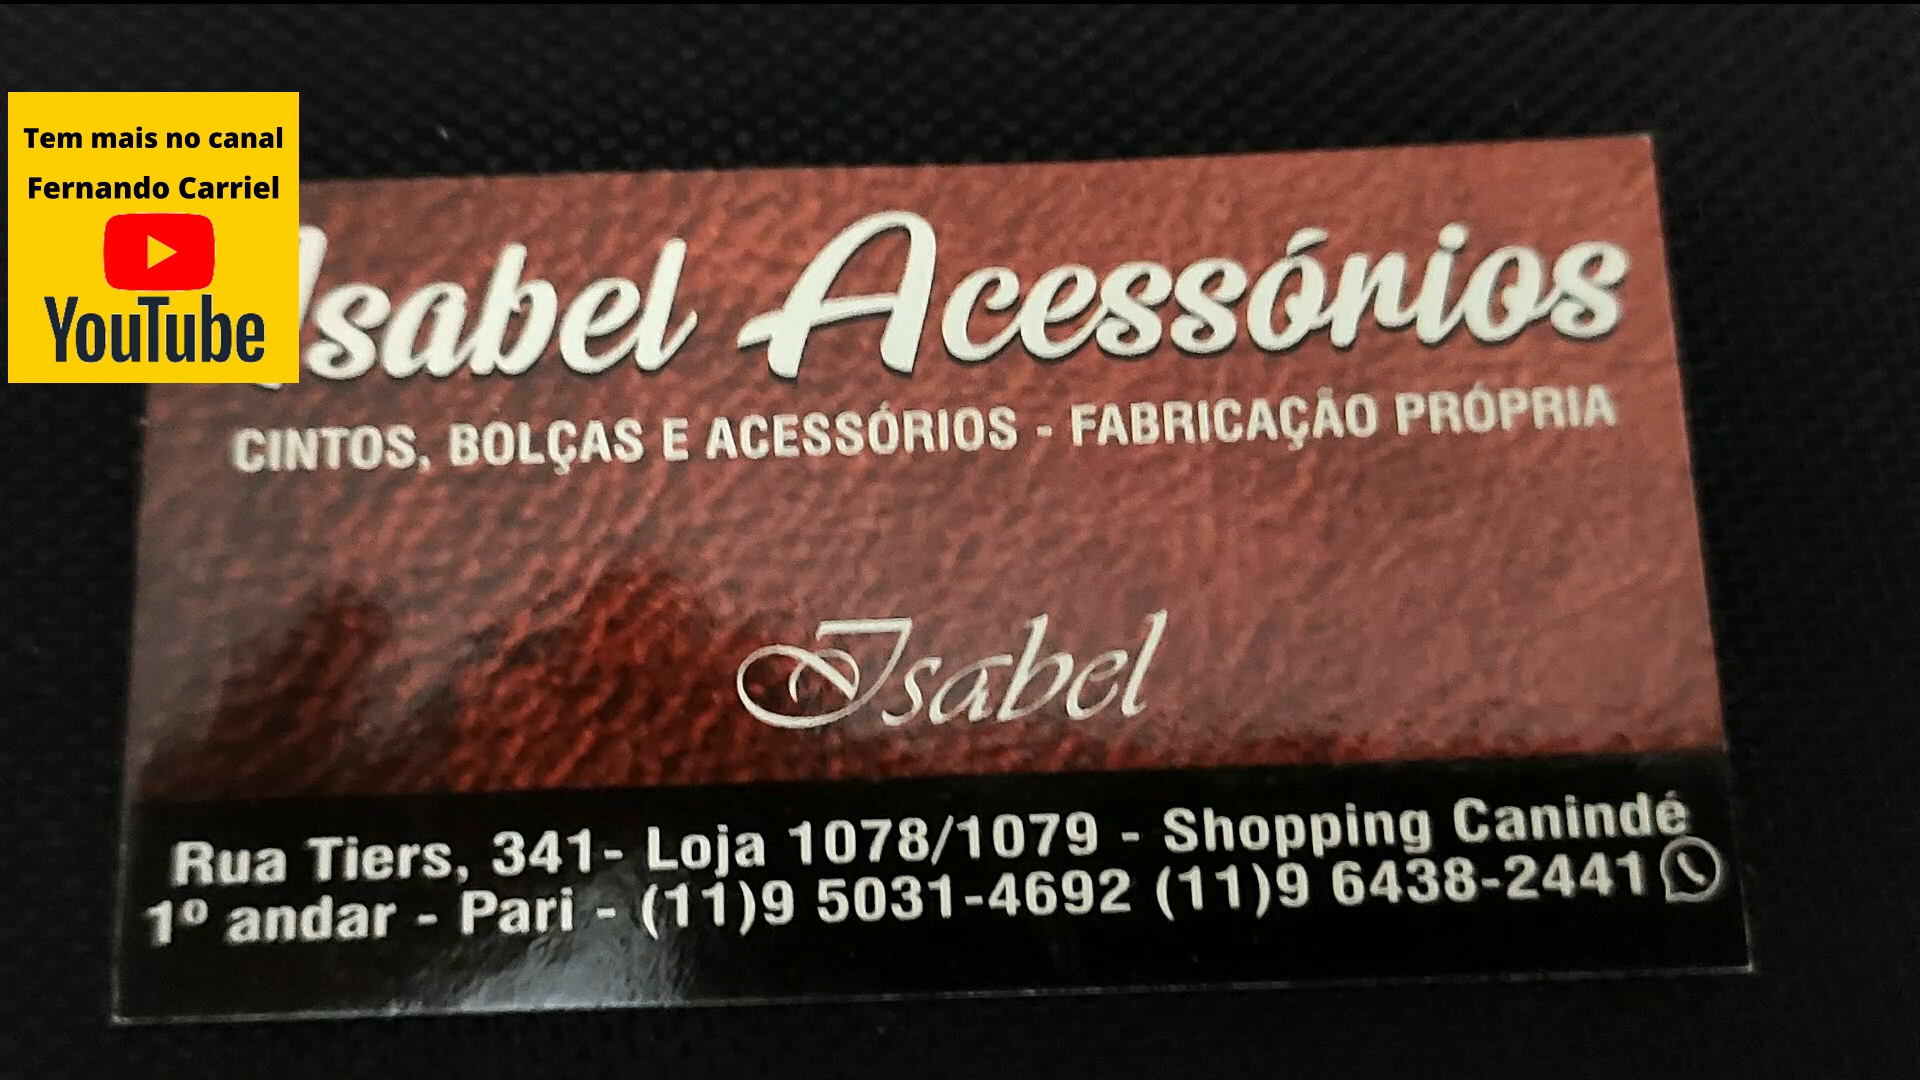 Tem mais no canal
Fernando Carriel
YouTube
Isabel Acessórios
CINTOS, BOLÇAS E ACESSÓRIOS - FABRICAÇÃO PRÓPRIA
Isabel
Rua Tiers, 341- Loja 1078/1079 - Shopping Canindé
1º andar - Pari - (11)9 5031-4692 (11)9 6438-2441